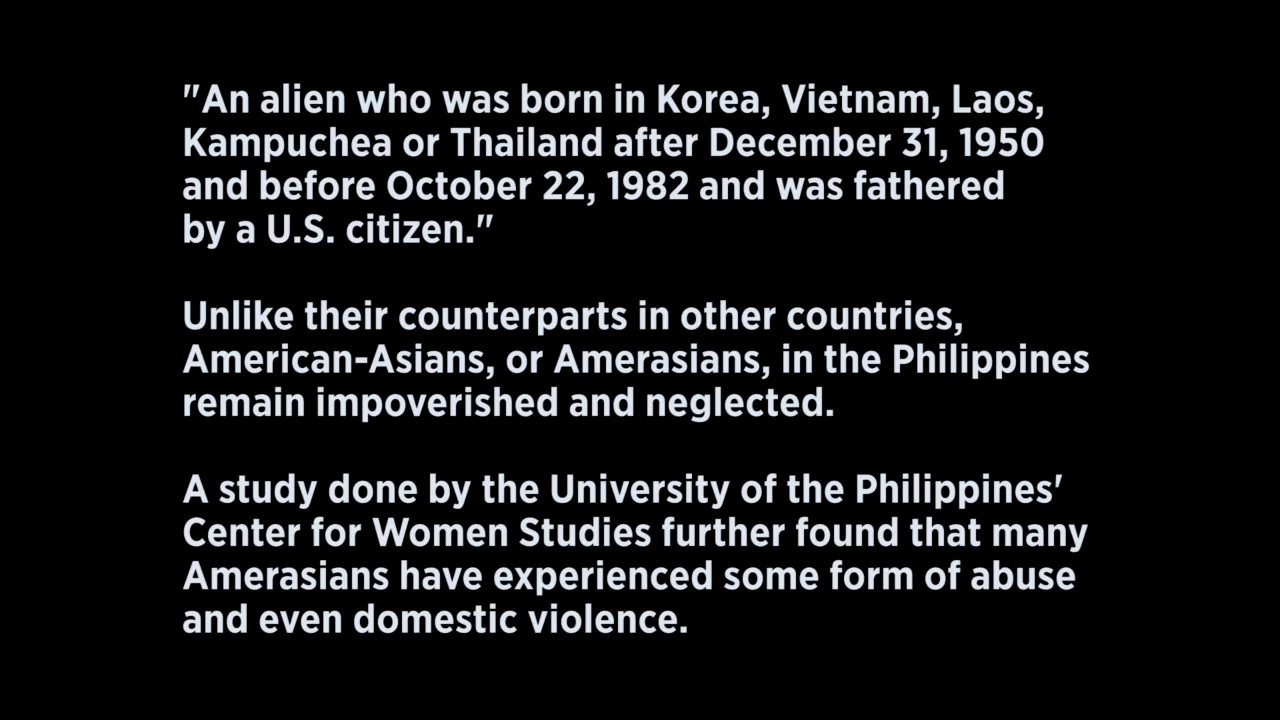 "An alien who was born in Korea, Vietnam, Laos,
Kampuchea or Thailand after December 31, 1950
and before October 22, 1982 and was fathered
by a U.S. citizen."
Unlike their counterparts in other countries,
American-Asians, or Amerasians, in the Philippines
remain impoverished and neglected.
A study done by the University of the Philippines'
Center for Women Studies further found that many
Amerasians have experienced some form of abuse
and even domestic violence.